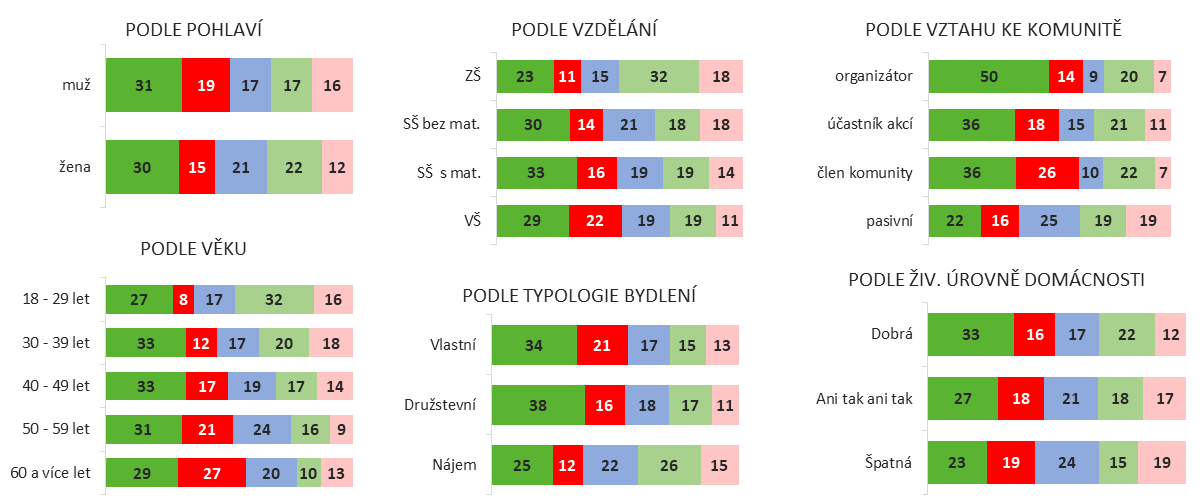 PODLE POHLAVÍ
muž 31 19 17 17 16
žena 30 15 21 22 12
PODLE VĚKU
18 - 29 let 27 8 17 32 16
30 - 39 let 33 12 17 20 18
40 - 49 let 33 17 19 17 14
50 - 59 let 31 21 24 16 9
60 a více let 29 27 20 10 13
PODLE VZDĚLÁNÍ
ZŠ 23 11 15 32 18
SŠ bez mat. 30 14 21 18 18
SŠ s mat. 33 16 19 19 14
VŠ 29 22 19 19 11
PODLE TYPOLOGIE BYDLENÍ
Vlastní 34 21 17 15 13
Družstevní 38 16 18 17 11
Nájem 25 12 22 26 15
PODLE VZTAHU KE KOMUNITĚ
organizátor 50 14 9 20 7
účastník akcí 36 18 15 21 11
člen komunity 36 26 10 22 7
pasivní 22 16 25 19 19
PODLE ŽIV. ÚROVNĚ DOMÁCNOSTI
Dobrá 33 16 17 22 12
Ani tak ani tak 27 18 21 18 17
Špatná 23 19 24 15 19